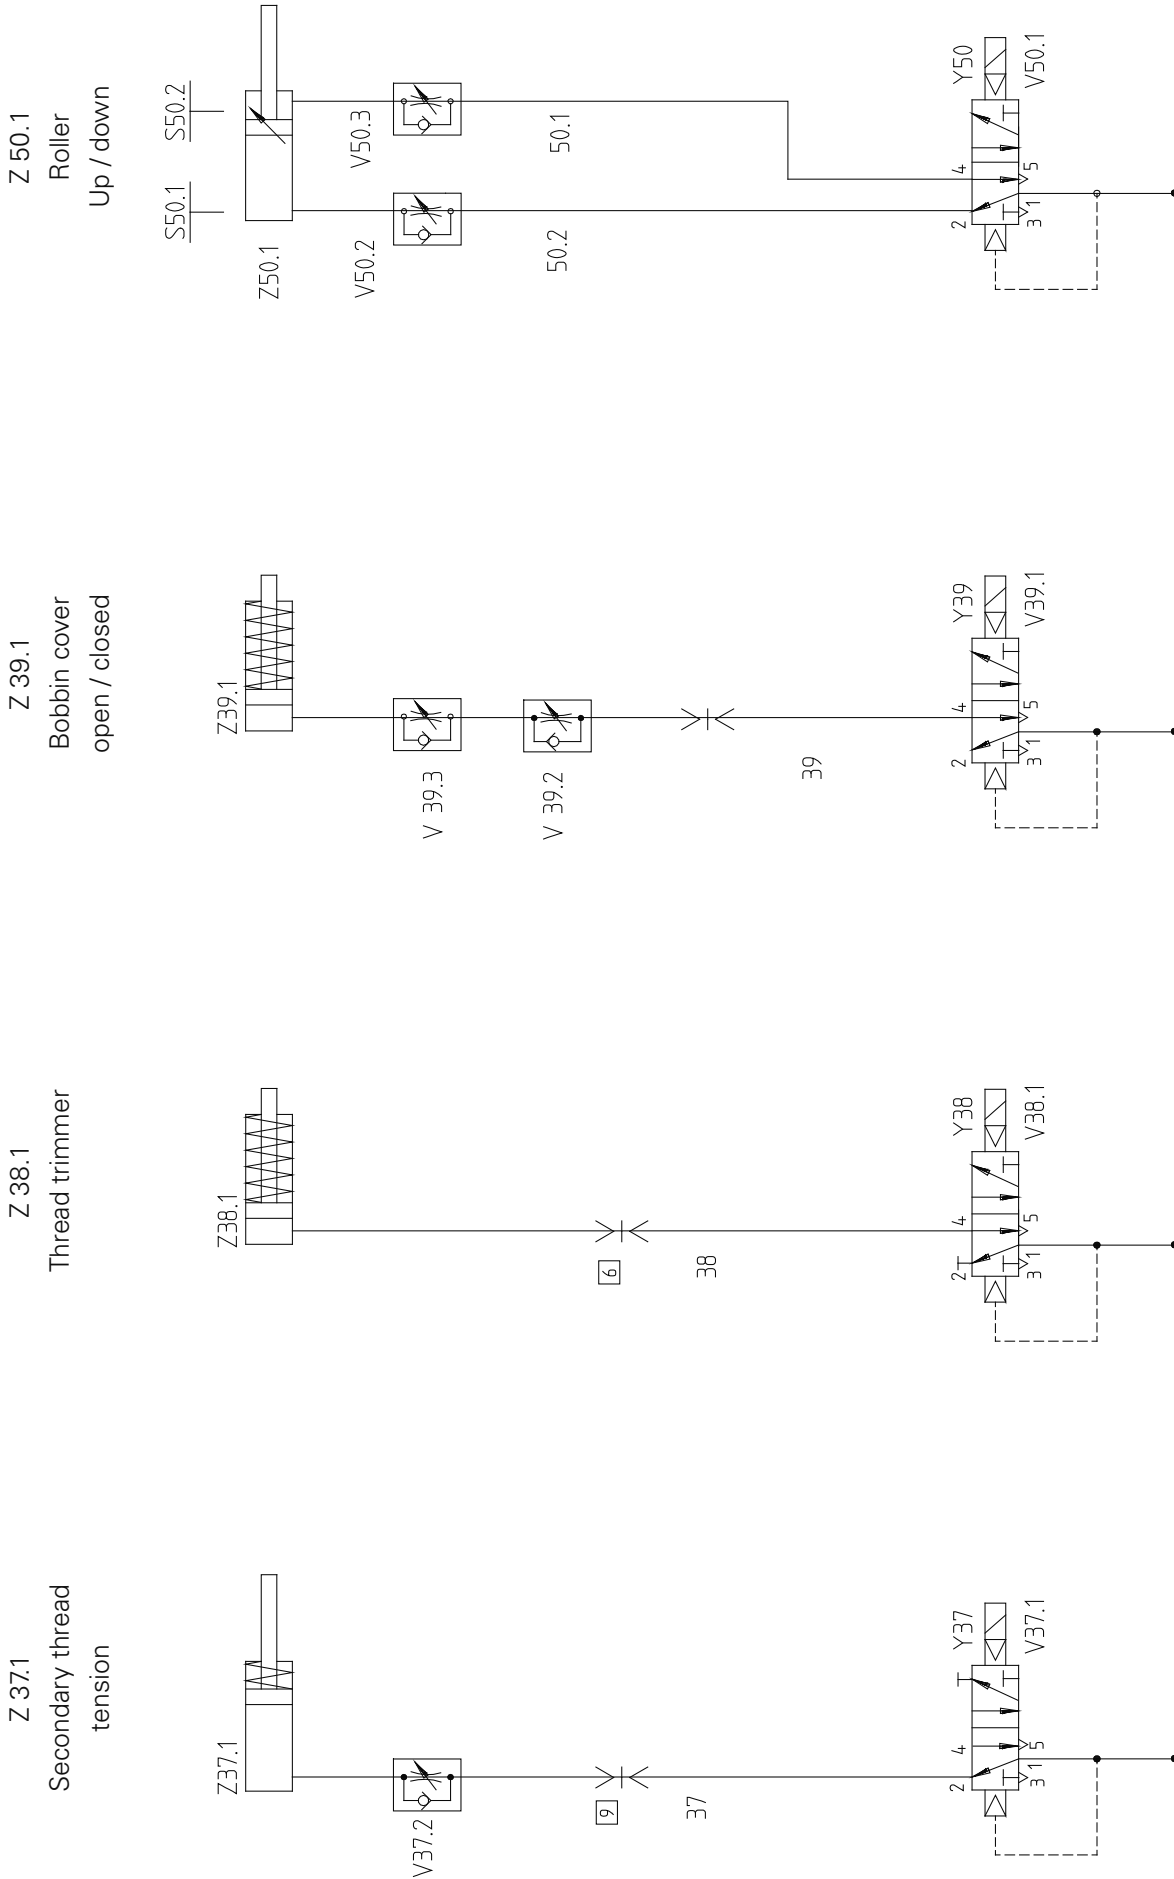 Z 37.1
Secondary thread
tension
Z37.1
V37.2
9
37
2
4
3
1
5
Y37
V37.1
Z 38.1
Thread trimmer
Z38.1
6
38
2
4
3
1
5
Y38
V38.1
Z 39.1
Bobbin cover
open / closed
Z39.1
V 39.3
V 39.2
39
2
4
3
1
5
Y39
V39.1
Z 50.1
Roller
Up / down
S50.1
S50.2
Z50.1
V50.2
V50.3
50.2
50.1
2
4
3
1
5
Y50
V50.1